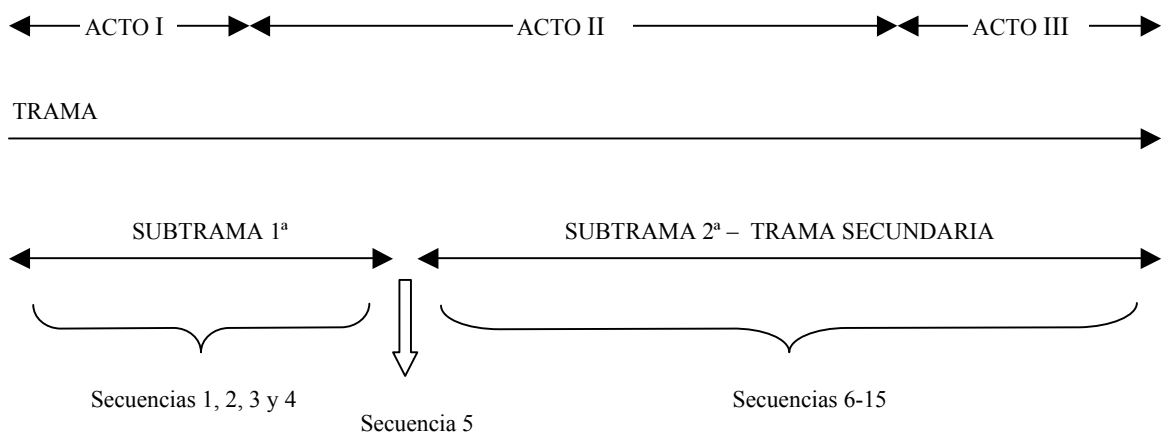 ACTO I ACTO II ACTO III
TRAMA
SUBTRAMA 1ª SUBTRAMA 2ª – TRAMA SECUNDARIA
Secuencias 1, 2, 3 y 4 Secuencias 6-15
Secuencia 5